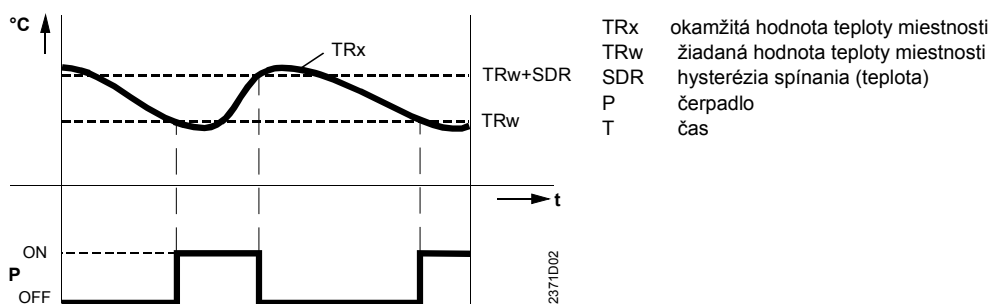 °C
TRx
TRw+SDR
TRw
t
ON
P
OFF
2371D02
TRx okamžitá hodnota teploty miestnosti
TRw žiadaná hodnota teploty miestnosti
SDR hysterézia spínania (teplota)
P čerpadlo
T čas